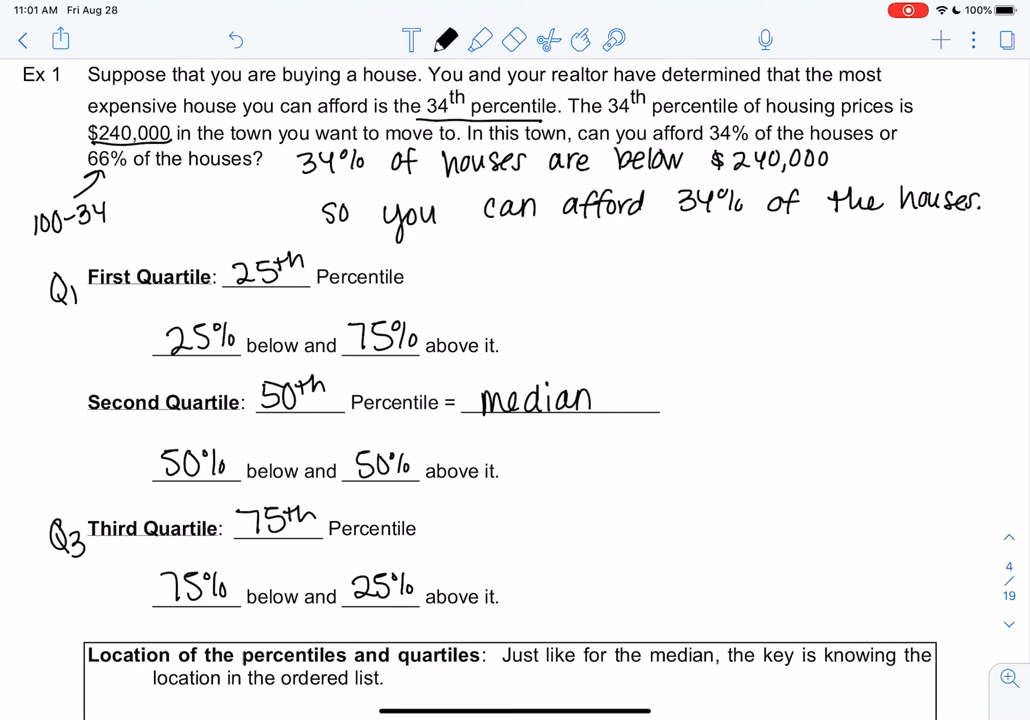 11:01 AM Fri Aug 28
100%
Ex 1 Suppose that you are buying a house. You and your realtor have determined that the most
expensive house you can afford is the 34th percentile. The 34th percentile of housing prices is
$240,000 in the town you want to move to. In this town, can you afford 34% of the houses or
66% of the houses? 34% of houses are below $240,000
100-34 so you can afford 34% of the houses.
Q1 First Quartile: 25th Percentile
25% below and 75% above it.
Second Quartile: 50th Percentile = median
50% below and 50% above it.
Q3 Third Quartile: 75th Percentile
75% below and 25% above it.
4
/
19
Location of the percentiles and quartiles: Just like for the median, the key is knowing the
location in the ordered list.